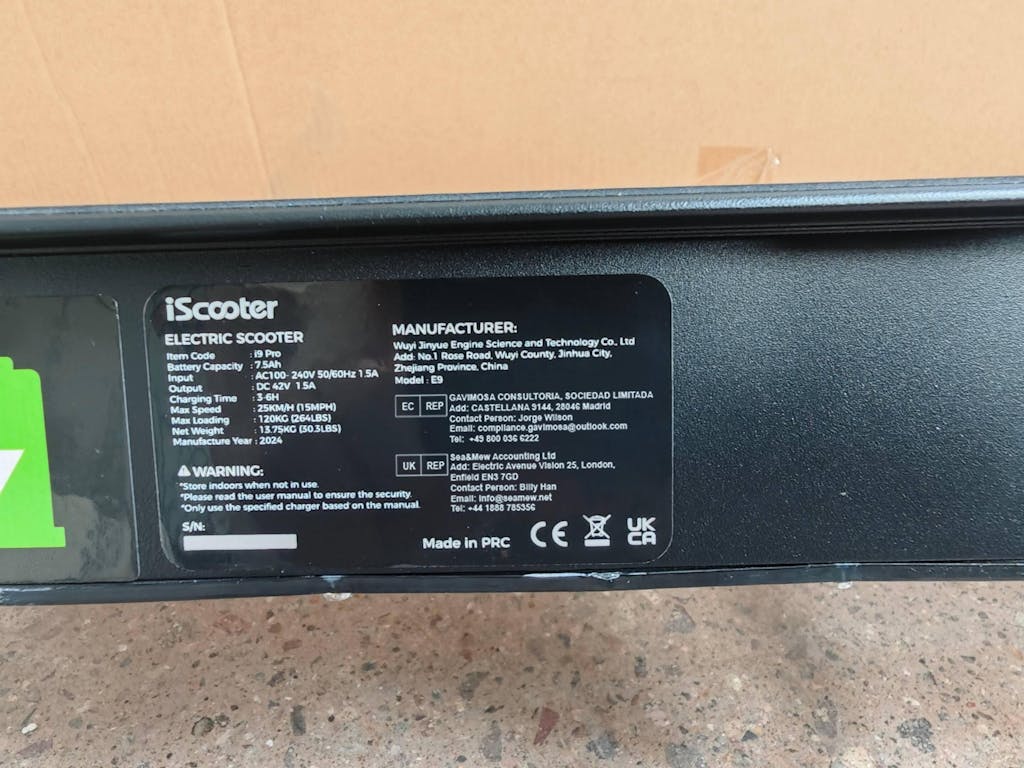 iScooter
ELECTRIC SCOOTER
Item Code : i9 Pro
Battery Capacity : 7.5Ah
Input : AC100- 240V 50/60Hz 1.5A
Output : DC 42V 1.5A
Charging Time : 3-6H
Max Speed : 25KM/H (15MPH)
Max Loading : 120KG (264LBS)
Net Weight : 13.75KG (30.3LBS)
Manufacture Year : 2024
WARNING:
*Store indoors when not in use.
*Please read the user manual to ensure the security.
*Only use the specified charger based on the manual.
S/N:
MANUFACTURER:
Wuyi Jinyue Engine Science and Technology Co., Ltd
Add: No.1 Rose Road, Wuyi County, Jinhua City,
Zhejiang Province, China
Model : E9
EC REP
GAVIMOSA CONSULTORIA, SOCIEDAD LIMITADA
Add: CASTELLANA 9144, 28046 Madrid
Contact Person: Jorge Wilson
Email: compliance.gavimosa@outlook.com
Tel: +49 800 036 6222
UK REP
Sea&Mew Accounting Ltd
Add: Electric Avenue Vision 25, London,
Enfield EN3 7GD
Contact Person: Billy Han
Email: info@seamew.net
Tel: +44 1888 785356
Made in PRC CE UK
CA